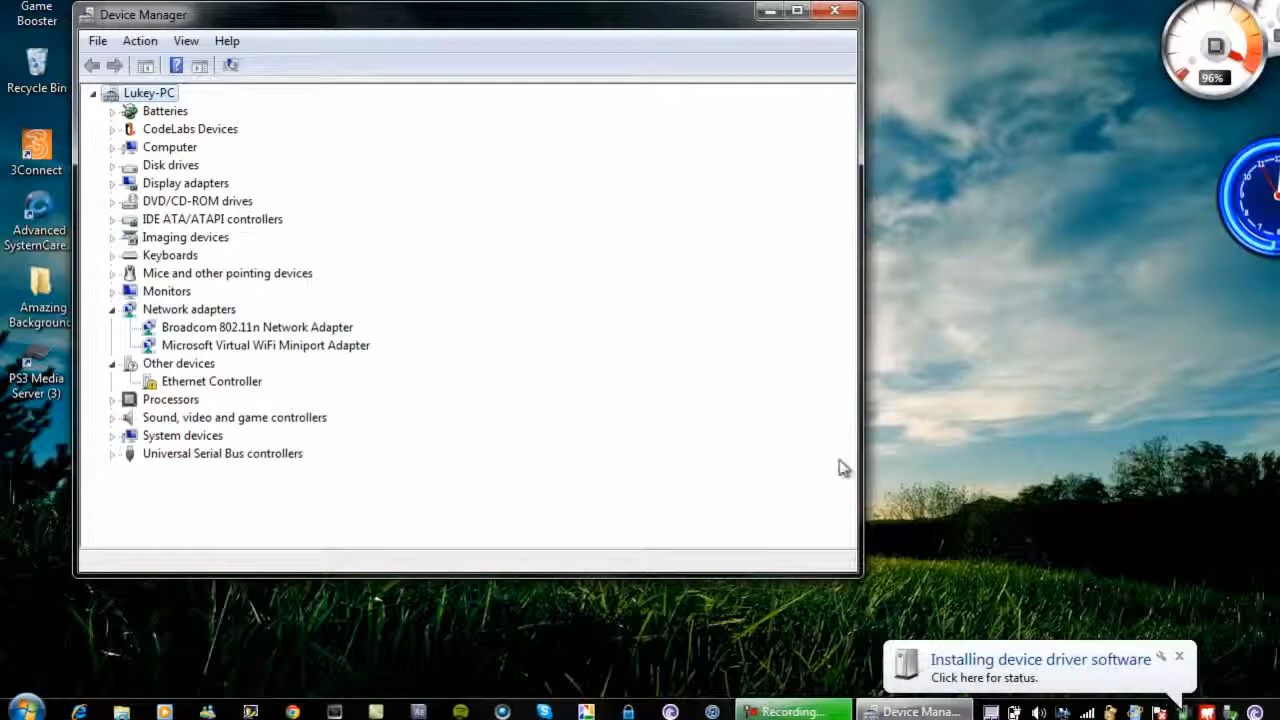 Game
Booster
Recycle Bin
3Connect
Advanced
SystemCare...
Amazing
Background
PS3 Media
Server (3)
Device Manager
File Action View Help
Lukey-PC
Batteries
CodeLabs Devices
Computer
Disk drives
Display adapters
DVD/CD-ROM drives
IDE ATA/ATAPI controllers
Imaging devices
Keyboards
Mice and other pointing devices
Monitors
Network adapters
Broadcom 802.11n Network Adapter
Microsoft Virtual WiFi Miniport Adapter
Other devices
Ethernet Controller
Processors
Sound, video and game controllers
System devices
Universal Serial Bus controllers
96%
Installing device driver software
Click here for status.
Recording...
Device Mana...